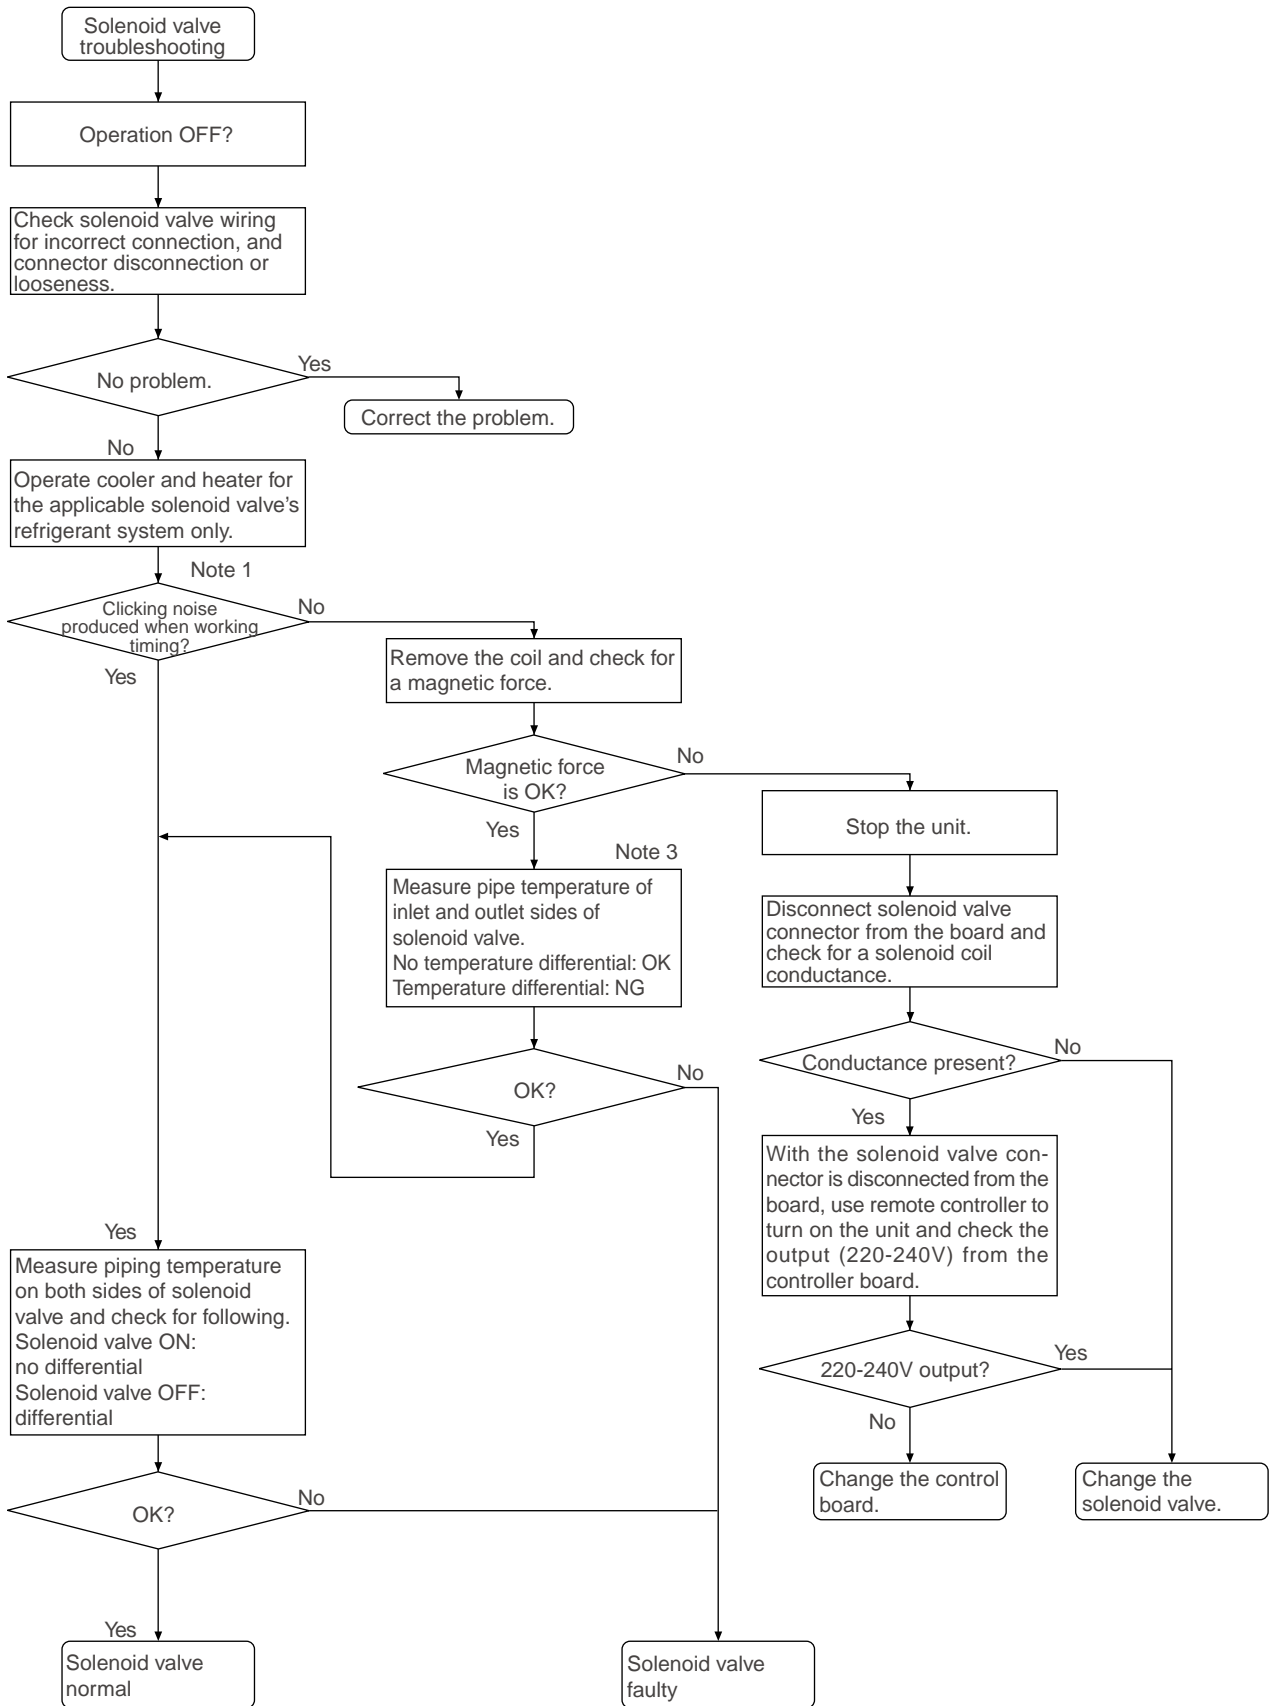 Solenoid valve
troubleshooting
Operation OFF?
Check solenoid valve wiring
for incorrect connection, and
connector disconnection or
looseness.
No problem.
Yes
Correct the problem.
No
Operate cooler and heater for
the applicable solenoid valve's
refrigerant system only.
Note 1
Clicking noise
produced when working
timing?
No
Yes
Remove the coil and check for
a magnetic force.
Magnetic force
is OK?
No
Yes
Stop the unit.
Note 3
Measure pipe temperature of
inlet and outlet sides of
solenoid valve.
No temperature differential: OK
Temperature differential: NG
Disconnect solenoid valve
connector from the board and
check for a solenoid coil
conductance.
OK?
No
Yes
Conductance present?
No
Yes
With the solenoid valve con-
nector is disconnected from the
board, use remote controller to
turn on the unit and check the
output (220-240V) from the
controller board.
Yes
Measure piping temperature
on both sides of solenoid
valve and check for following.
Solenoid valve ON:
no differential
Solenoid valve OFF:
differential
220-240V output?
Yes
No
Change the control
board.
Change the
solenoid valve.
OK?
No
Yes
Solenoid valve
normal
Solenoid valve
faulty